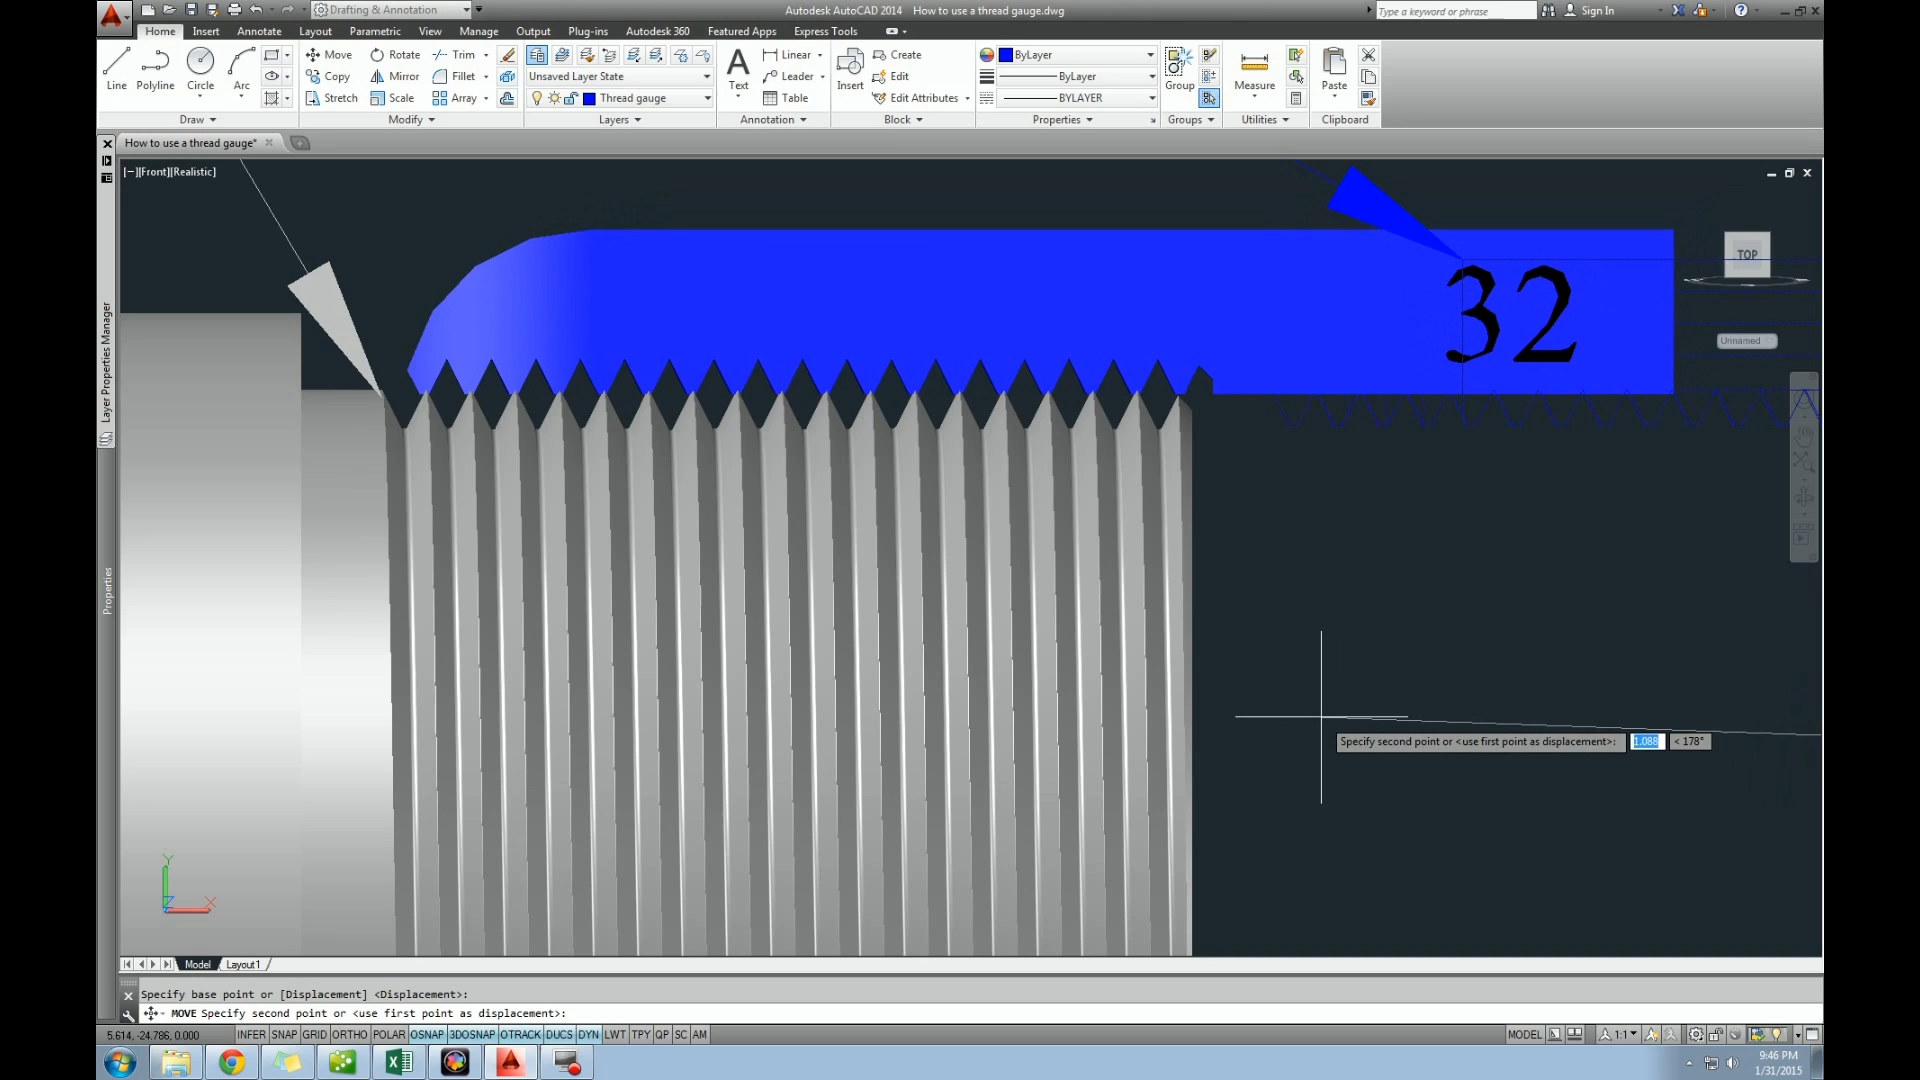 Drafting & Annotation
Autodesk AutoCAD 2014 How to use a thread gauge.dwg
Type a keyword or phrase
Sign In
Home Insert Annotate Layout Parametric View Manage Output Plug-ins Autodesk 360 Featured Apps Express Tools
Line Polyline Circle Arc
Move Rotate Trim
Copy Mirror Fillet
Stretch Scale Array
Unsaved Layer State
Thread gauge
Text
Linear
Leader
Table
Insert
Create
Edit
Edit Attributes
ByLayer
ByLayer
BYLAYER
Group
Measure
Paste
Draw Modify Layers Annotation Block Properties Groups Utilities Clipboard
How to use a thread gauge*
[−][Front][Realistic]
32
TOP
Unnamed
Layer Properties Manager
Properties
Specify second point or <use first point as displacement>: 1.088 < 178°
Y
X
Z
Model Layout1
Specify base point or [Displacement] <Displacement>:
MOVE Specify second point or <use first point as displacement>:
5.614, -24.786, 0.000 INFER SNAP GRID ORTHO POLAR OSNAP 3DOSNAP OTRACK DUCS DYN LWT TPY QP SC AM MODEL 1:1
9:46 PM
1/31/2015